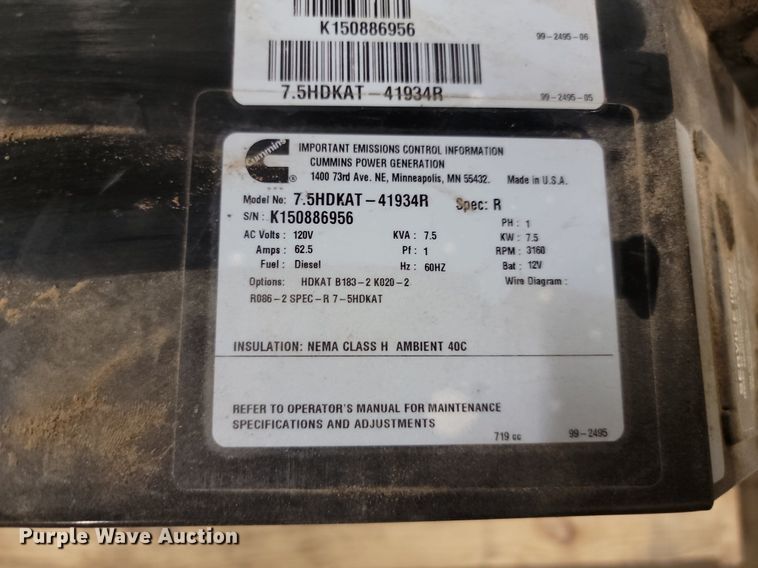 K150886956
99-2495-06
7.5HDKAT-41934R
99-2495-05
Cummins
IMPORTANT EMISSIONS CONTROL INFORMATION
CUMMINS POWER GENERATION
1400 73rd Ave. NE, Minneapolis, MN 55432. Made in U.S.A.
Model No: 7.5HDKAT-41934R Spec: R
S/N: K150886956 PH: 1
AC Volts: 120V KVA: 7.5 KW: 7.5
Amps: 62.5 Pf: 1 RPM: 3160
Fuel: Diesel Hz: 60HZ Bat: 12V
Options: HDKAT B183-2 K020-2 Wire Diagram:
R086-2 SPEC-R 7-5HDKAT
INSULATION: NEMA CLASS H AMBIENT 40C
REFER TO OPERATOR'S MANUAL FOR MAINTENANCE
SPECIFICATIONS AND ADJUSTMENTS
719 cc 99-2495
Purple Wave Auction